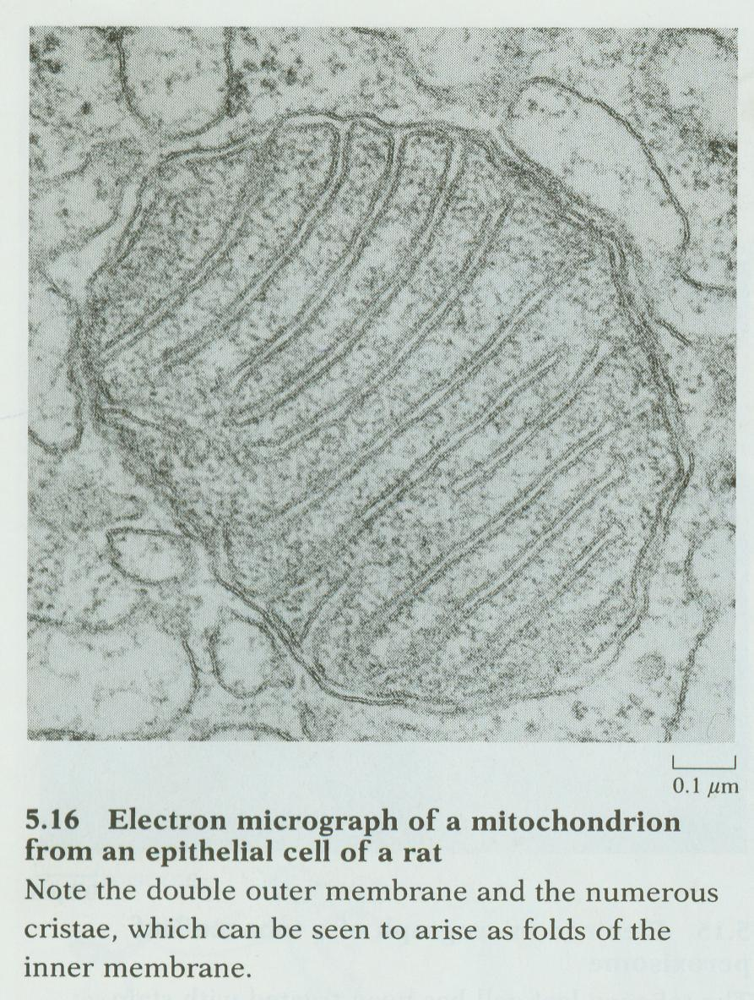 0.1 μm
5.16 Electron micrograph of a mitochondrion
from an epithelial cell of a rat
Note the double outer membrane and the numerous
cristae, which can be seen to arise as folds of the
inner membrane.